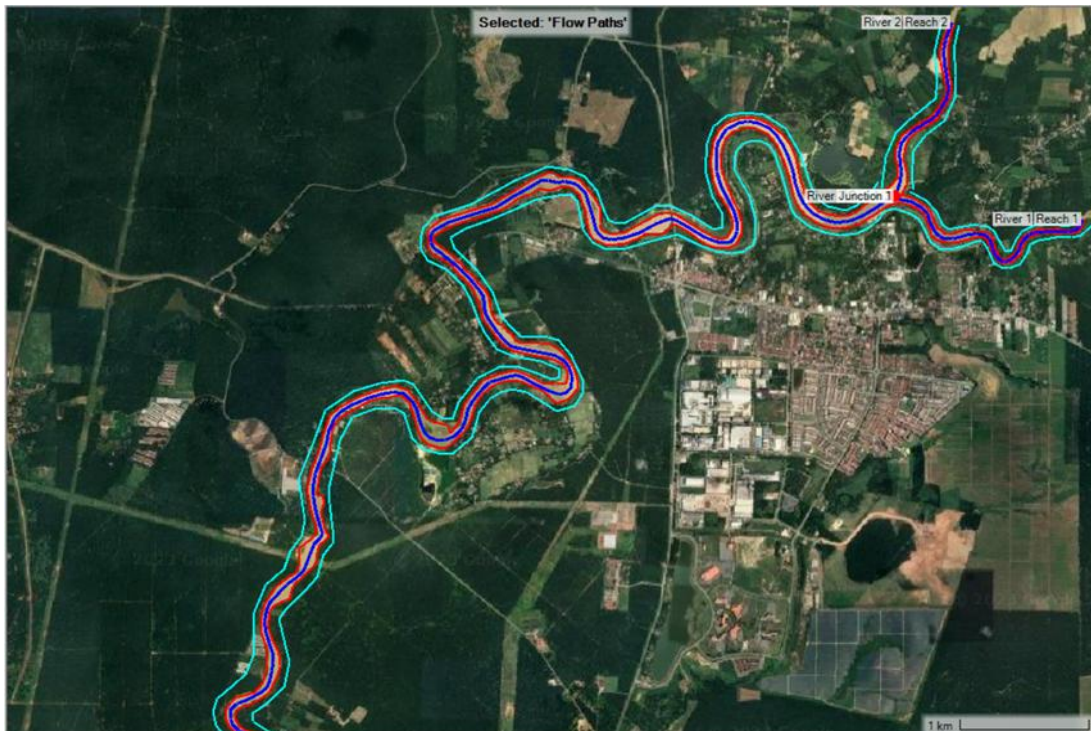 Selected: 'Flow Paths'
River 2 Reach 2
River Junction 1
River 1 Reach 1
1 km